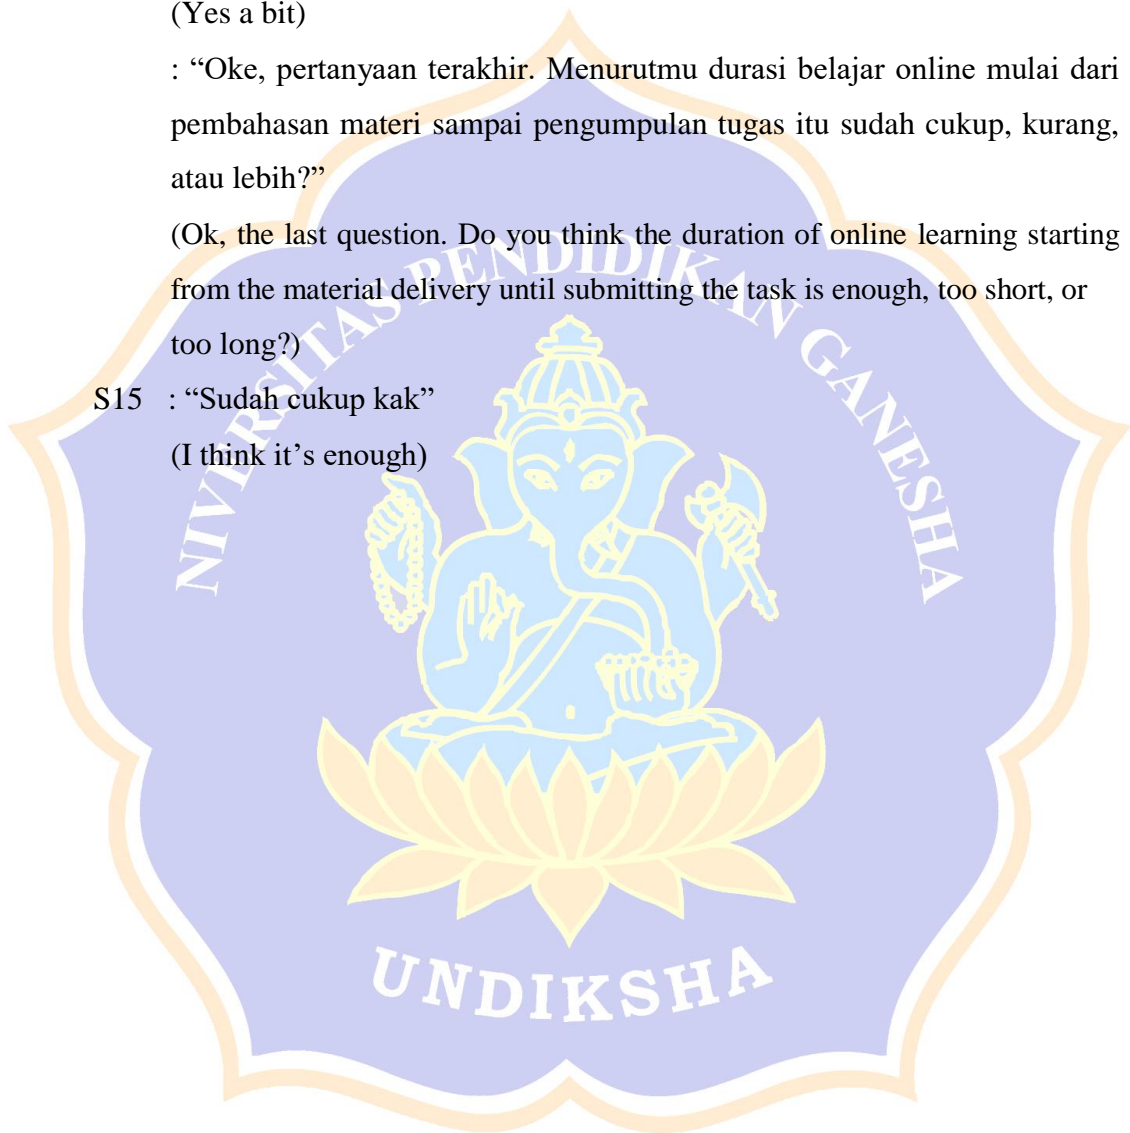 (Yes a bit)
: “Oke, pertanyaan terakhir. Menurutmu durasi belajar online mulai dari
pembahasan materi sampai pengumpulan tugas itu sudah cukup, kurang,
atau lebih?”
(Ok, the last question. Do you think the duration of online learning starting
from the material delivery until submitting the task is enough, too short, or
too long?)
S15 : “Sudah cukup kak”
(I think it’s enough)
NIVERSITAS PENDIDIKAN GANESHA
UNDIKSHA